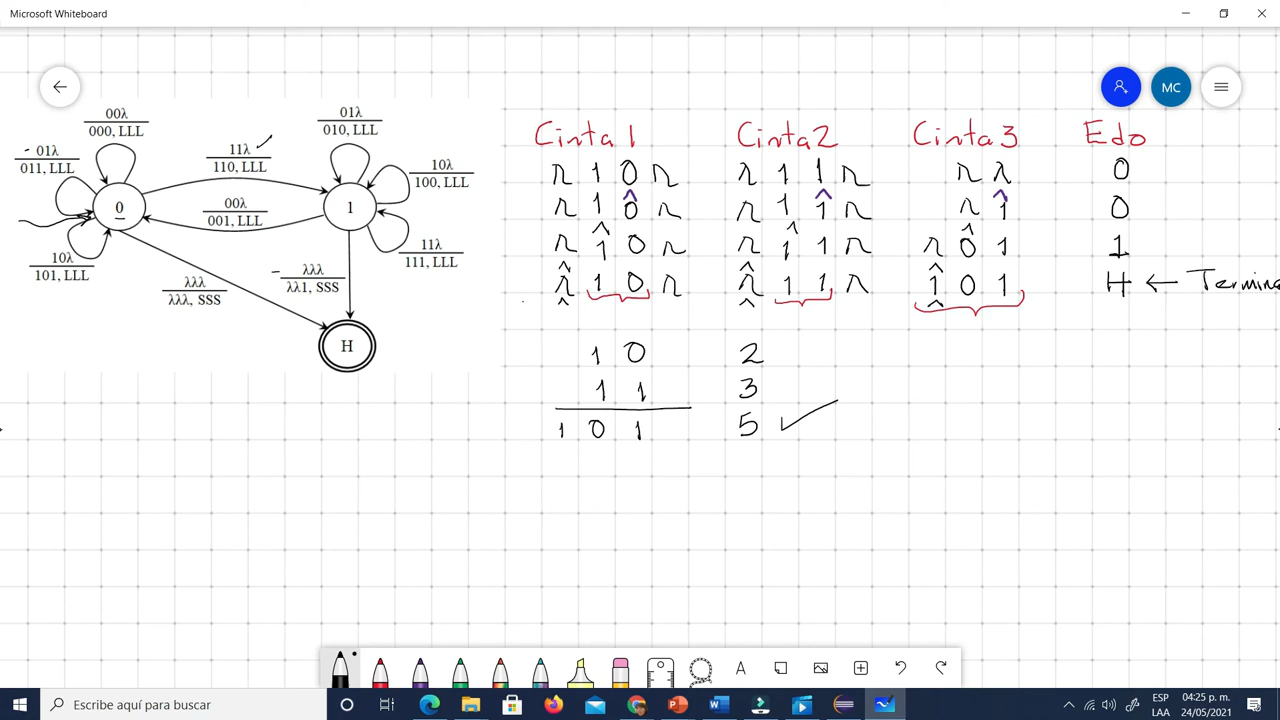 Microsoft Whiteboard
MC
00λ
000, LLL
01λ
011, LLL
10λ
101, LLL
0
11λ
110, LLL
00λ
001, LLL
01λ
010, LLL
10λ
100, LLL
11λ
111, LLL
1
λλλ
λλλ, SSS
λλλ
λλ1, SSS
H
Cinta 1 Cinta 2 Cinta 3 Edo
λ 1 0 λ λ 1 1 λ λ λ 0
λ 1 0 λ λ 1 1 λ λ 1 0
λ 1 0 λ λ 1 1 λ λ 0 1 1
λ 1 0 λ λ 1 1 λ 1 0 1 H ← Termina
1 0 2
1 1 3
1 0 1 5 ✓
A
Escribe aquí para buscar
ESP
LAA
04:25 p. m.
24/05/2021